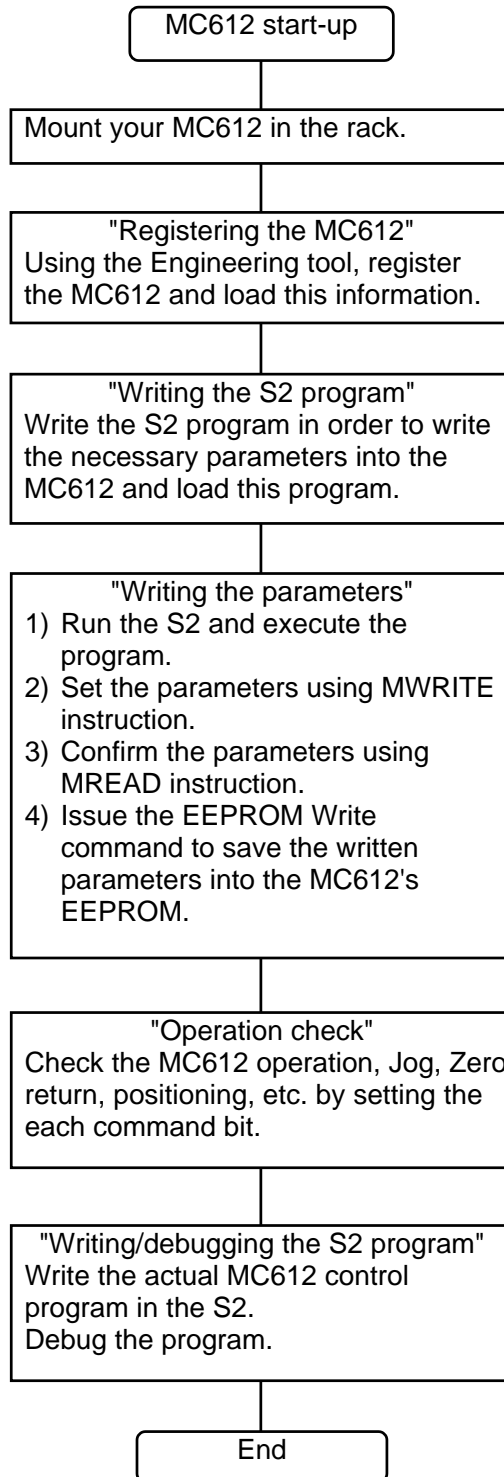 MC612 start-up
Mount your MC612 in the rack.
"Registering the MC612"
Using the Engineering tool, register
the MC612 and load this information.
"Writing the S2 program"
Write the S2 program in order to write
the necessary parameters into the
MC612 and load this program.
"Writing the parameters"
1) Run the S2 and execute the
program.
2) Set the parameters using MWRITE
instruction.
3) Confirm the parameters using
MREAD instruction.
4) Issue the EEPROM Write
command to save the written
parameters into the MC612's
EEPROM.
"Operation check"
Check the MC612 operation, Jog, Zero
return, positioning, etc. by setting the
each command bit.
"Writing/debugging the S2 program"
Write the actual MC612 control
program in the S2.
Debug the program.
End